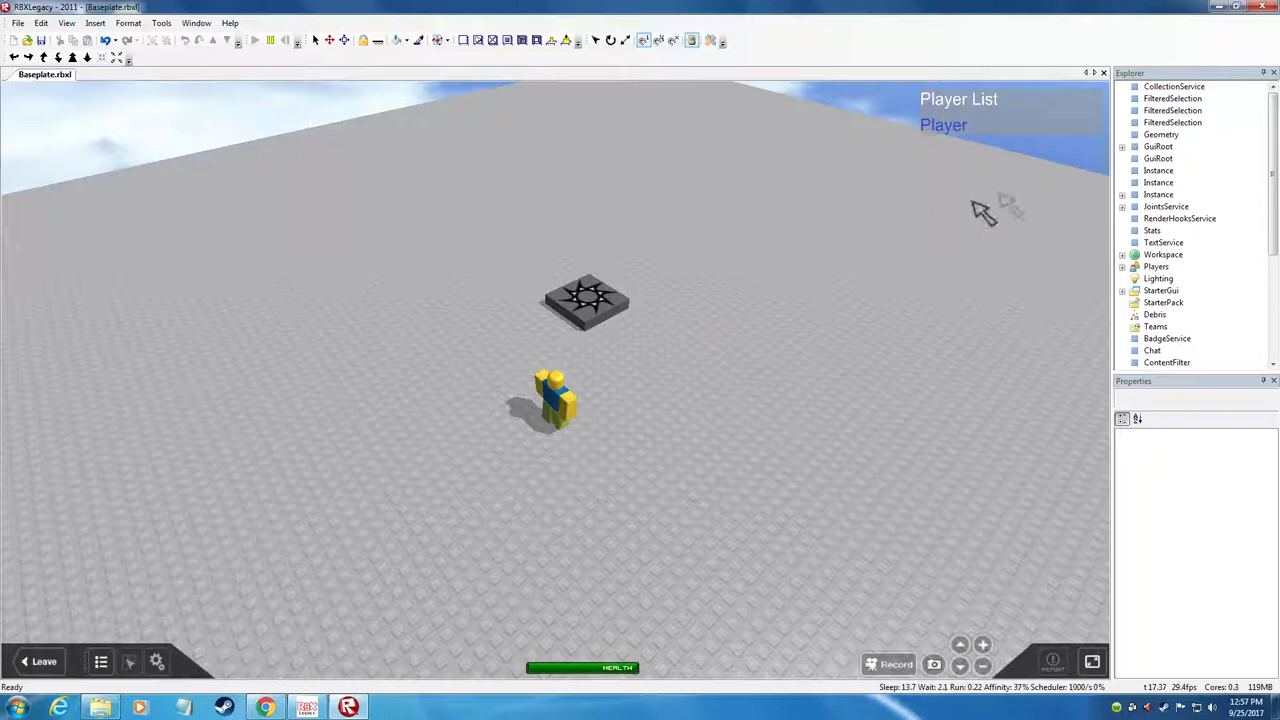 RBXLegacy - 2011 - [Baseplate.rbxl]
File Edit View Insert Format Tools Window Help
Baseplate.rbxl
Player List
Player
Explorer
CollectionService
FilteredSelection
FilteredSelection
FilteredSelection
Geometry
GuiRoot
GuiRoot
Instance
Instance
Instance
JointsService
RenderHooksService
Stats
TextService
Workspace
Players
Lighting
StarterGui
StarterPack
Debris
Teams
BadgeService
Chat
ContentFilter
Properties
Leave
HEALTH
Record
REPORT
Ready
Sleep: 13.7 Wait: 2.1 Run: 0.22 Affinity: 37% Scheduler: 1000/s 0%
t 17.37 29.4fps Cores: 0.3 119MB
12:57 PM
9/25/2017